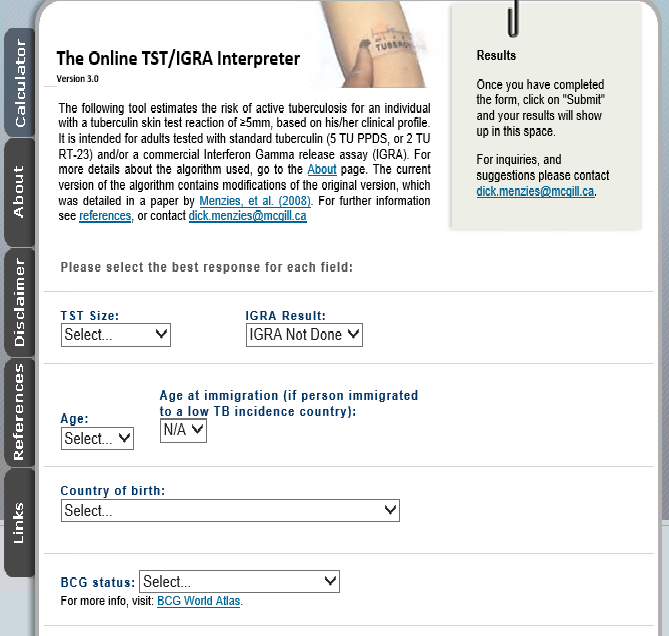 Calculator
About
Disclaimer
References
Links
The Online TST/IGRA Interpreter
Version 3.0
The following tool estimates the risk of active tuberculosis for an individual
with a tuberculin skin test reaction of ≥5mm, based on his/her clinical profile.
It is intended for adults tested with standard tuberculin (5 TU PPDS, or 2 TU
RT-23) and/or a commercial Interferon Gamma release assay (IGRA). For
more details about the algorithm used, go to the About page. The current
version of the algorithm contains modifications of the original version, which
was detailed in a paper by Menzies, et al. (2008). For further information
see references, or contact dick.menzies@mcgill.ca
Results
Once you have completed
the form, click on "Submit"
and your results will show
up in this space.
For inquiries, and
suggestions please contact
dick.menzies@mcgill.ca.
Please select the best response for each field:
TST Size: IGRA Result:
Select... IGRA Not Done
Age at immigration (if person immigrated
to a low TB incidence country):
Age:
N/A
Select...
Country of birth:
Select...
BCG status: Select...
For more info, visit: BCG World Atlas.